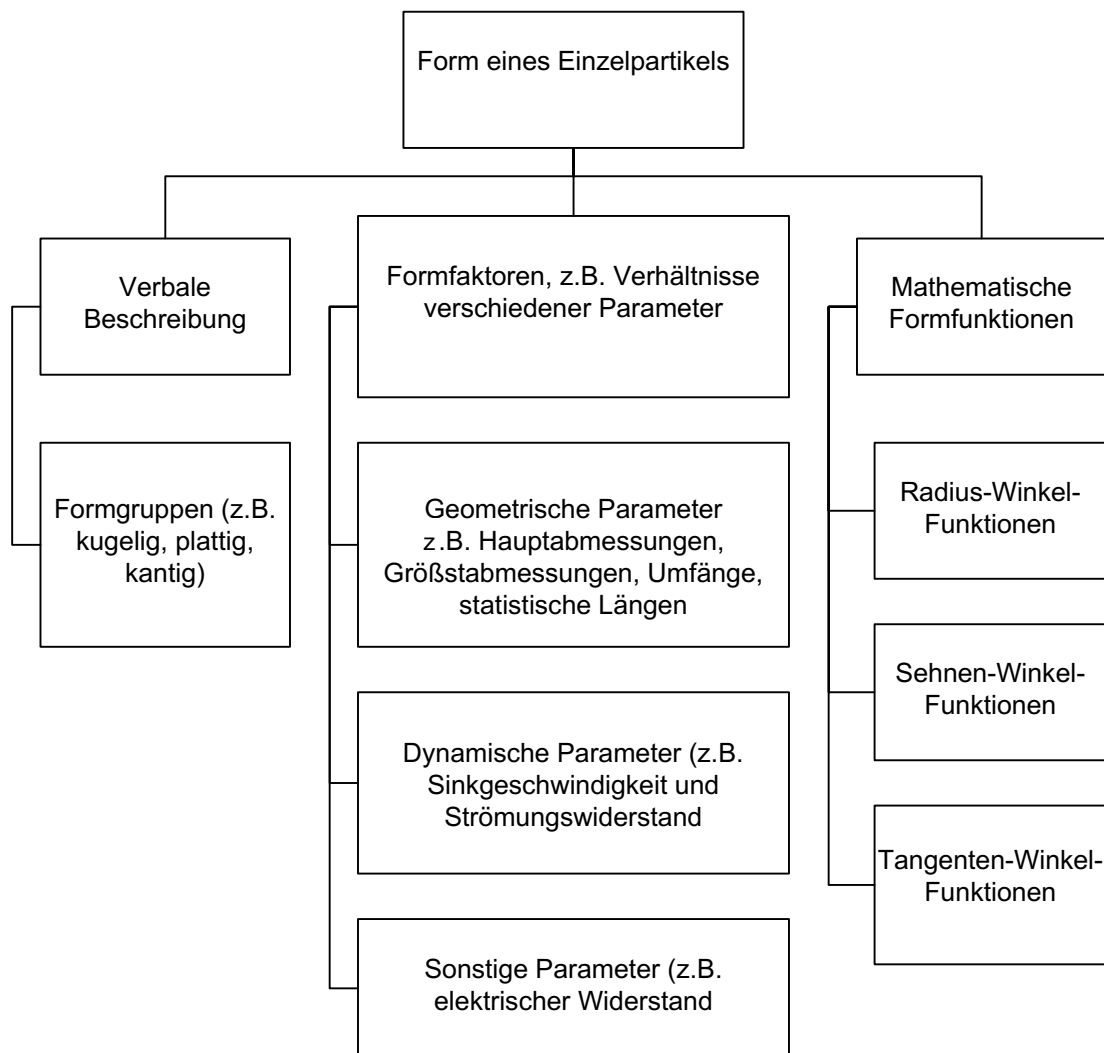 Form eines Einzelpartikels
Verbale
Beschreibung
Formgruppen (z.B.
kugelig, plattig,
kantig)
Formfaktoren, z.B. Verhältnisse
verschiedener Parameter
Geometrische Parameter
z.B. Hauptabmessungen,
Größstabmessungen, Umfänge,
statistische Längen
Dynamische Parameter (z.B.
Sinkgeschwindigkeit und
Strömungswiderstand
Sonstige Parameter (z.B.
elektrischer Widerstand
Mathematische
Formfunktionen
Radius-Winkel-
Funktionen
Sehnen-Winkel-
Funktionen
Tangenten-Winkel-
Funktionen